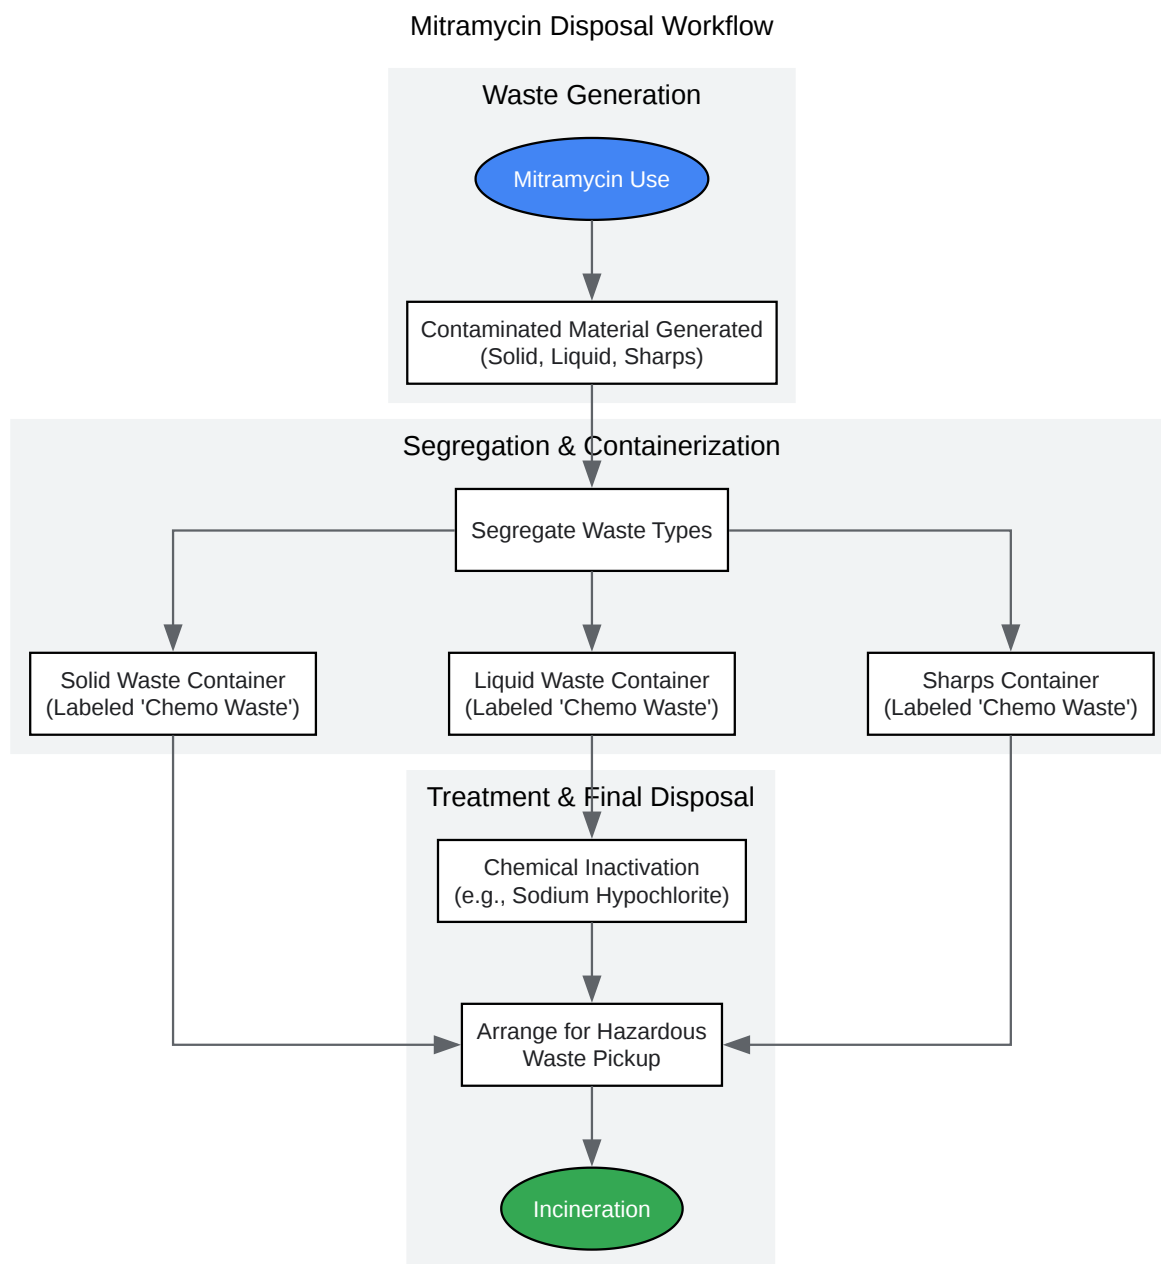 Mitramycin Disposal Workflow
Waste Generation
Mitramycin Use
Contaminated Material Generated
(Solid, Liquid, Sharps)
Segregation & Containerization
Segregate Waste Types
Solid Waste Container
(Labeled 'Chemo Waste')
Liquid Waste Container
(Labeled 'Chemo Waste')
Sharps Container
(Labeled 'Chemo Waste')
Treatment & Final Disposal
Chemical Inactivation
(e.g., Sodium Hypochlorite)
Arrange for Hazardous
Waste Pickup
Incineration